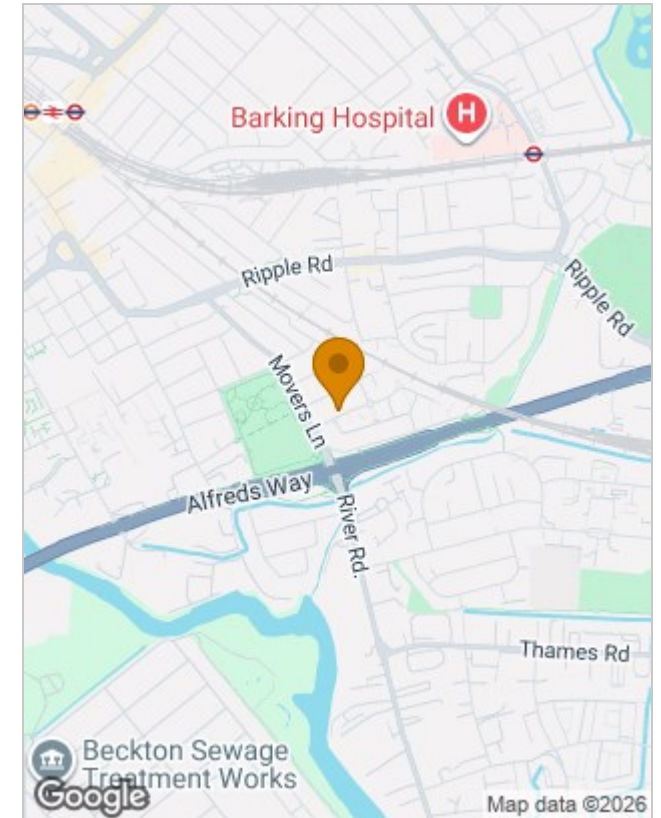 Barking Hospital
H
Ripple Rd
Ripple Rd
Movers Ln
Alfreds Way
River Rd.
Thames Rd
Beckton Sewage
Treatment Works
Google
Map data ©2026